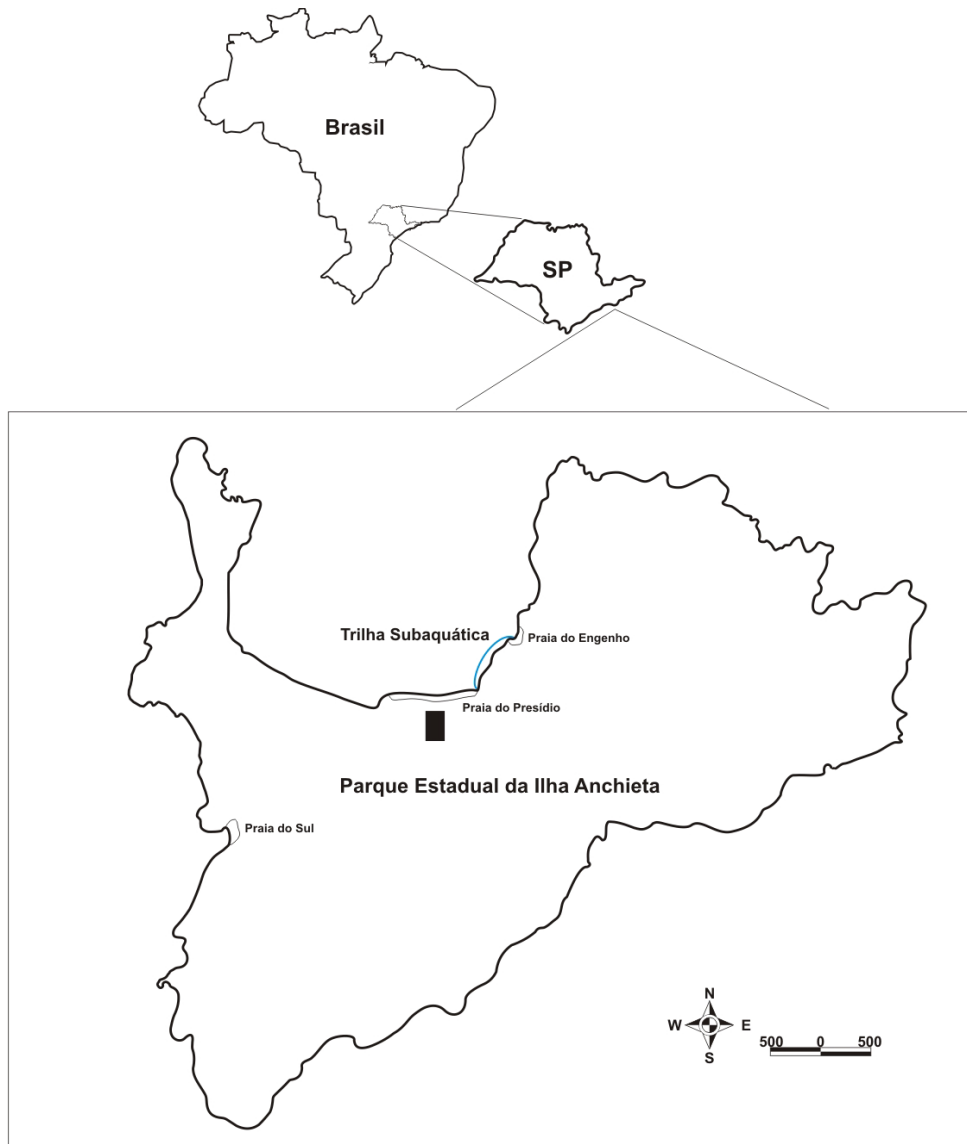 Brasil
SP
Trilha Subaquática
Praia do Engenho
Praia do Presídio
Parque Estadual da Ilha Anchieta
Praia do Sul
N
W E
S
500 0 500